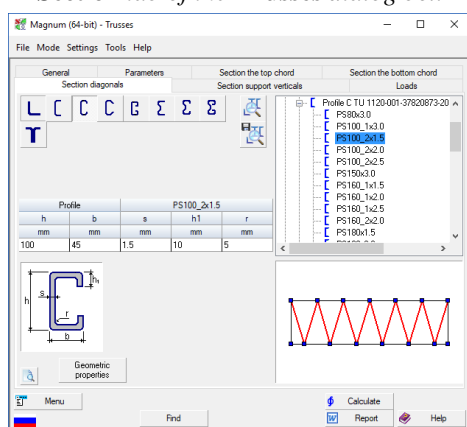 Magnum (64-bit) - Trusses
File Mode Settings Tools Help
General Parameters Section the top chord Section the bottom chord
Section diagonals Section support verticals Loads
Profile C TU 1120-001-37820873-20
PS80x3.0
PS100_1x3.0
PS100_2x1.5
PS100_2x2.0
PS100_2x2.5
PS150x3.0
PS160_1x1.5
PS160_1x2.0
PS160_1x2.5
PS160_2x2.0
PS180x1.5
Profile PS100_2x1.5
h b s h1 r
mm mm mm mm mm
100 45 1.5 10 5
h s r b h₁
Geometric
properties
Menu Calculate
Find Report Help